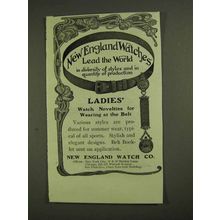 New England Watches
Lead the World
in diversity of styles and in
quantity of production
LADIES'
Watch Novelties for
Wearing at the Belt
Various styles are pro-
duced for summer wear, typi-
cal of all sports. Stylish and
elegant designs. Belt Book-
let sent on application.
NEW ENGLAND WATCH CO.